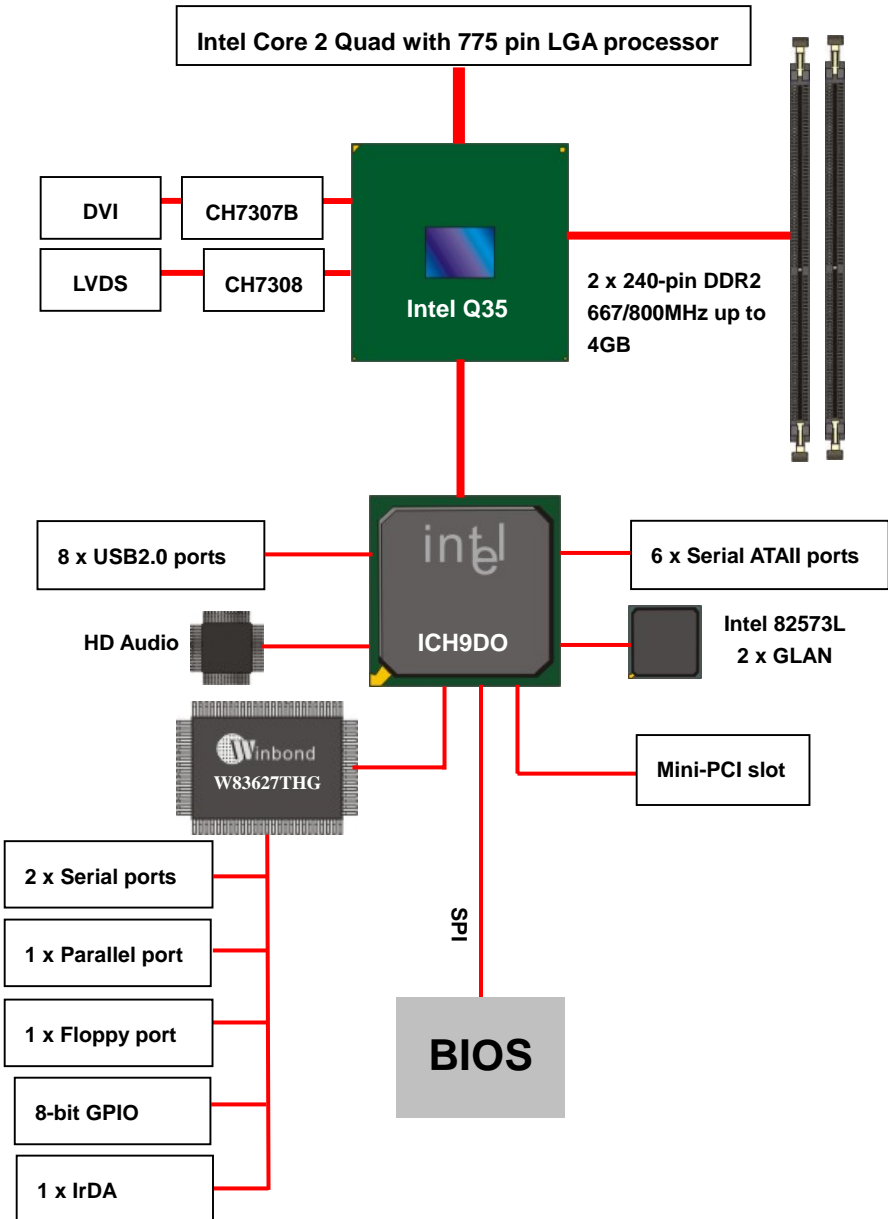 Intel Core 2 Quad with 775 pin LGA processor
DVI
CH7307B
LVDS
CH7308
Intel Q35
2 x 240-pin DDR2
667/800MHz up to
4GB
8 x USB2.0 ports
intel
6 x Serial ATAII ports
HD Audio
ICH9DO
Intel 82573L
2 x GLAN
Winbond
W83627THG
Mini-PCI slot
2 x Serial ports
SPI
1 x Parallel port
1 x Floppy port
BIOS
8-bit GPIO
1 x IrDA